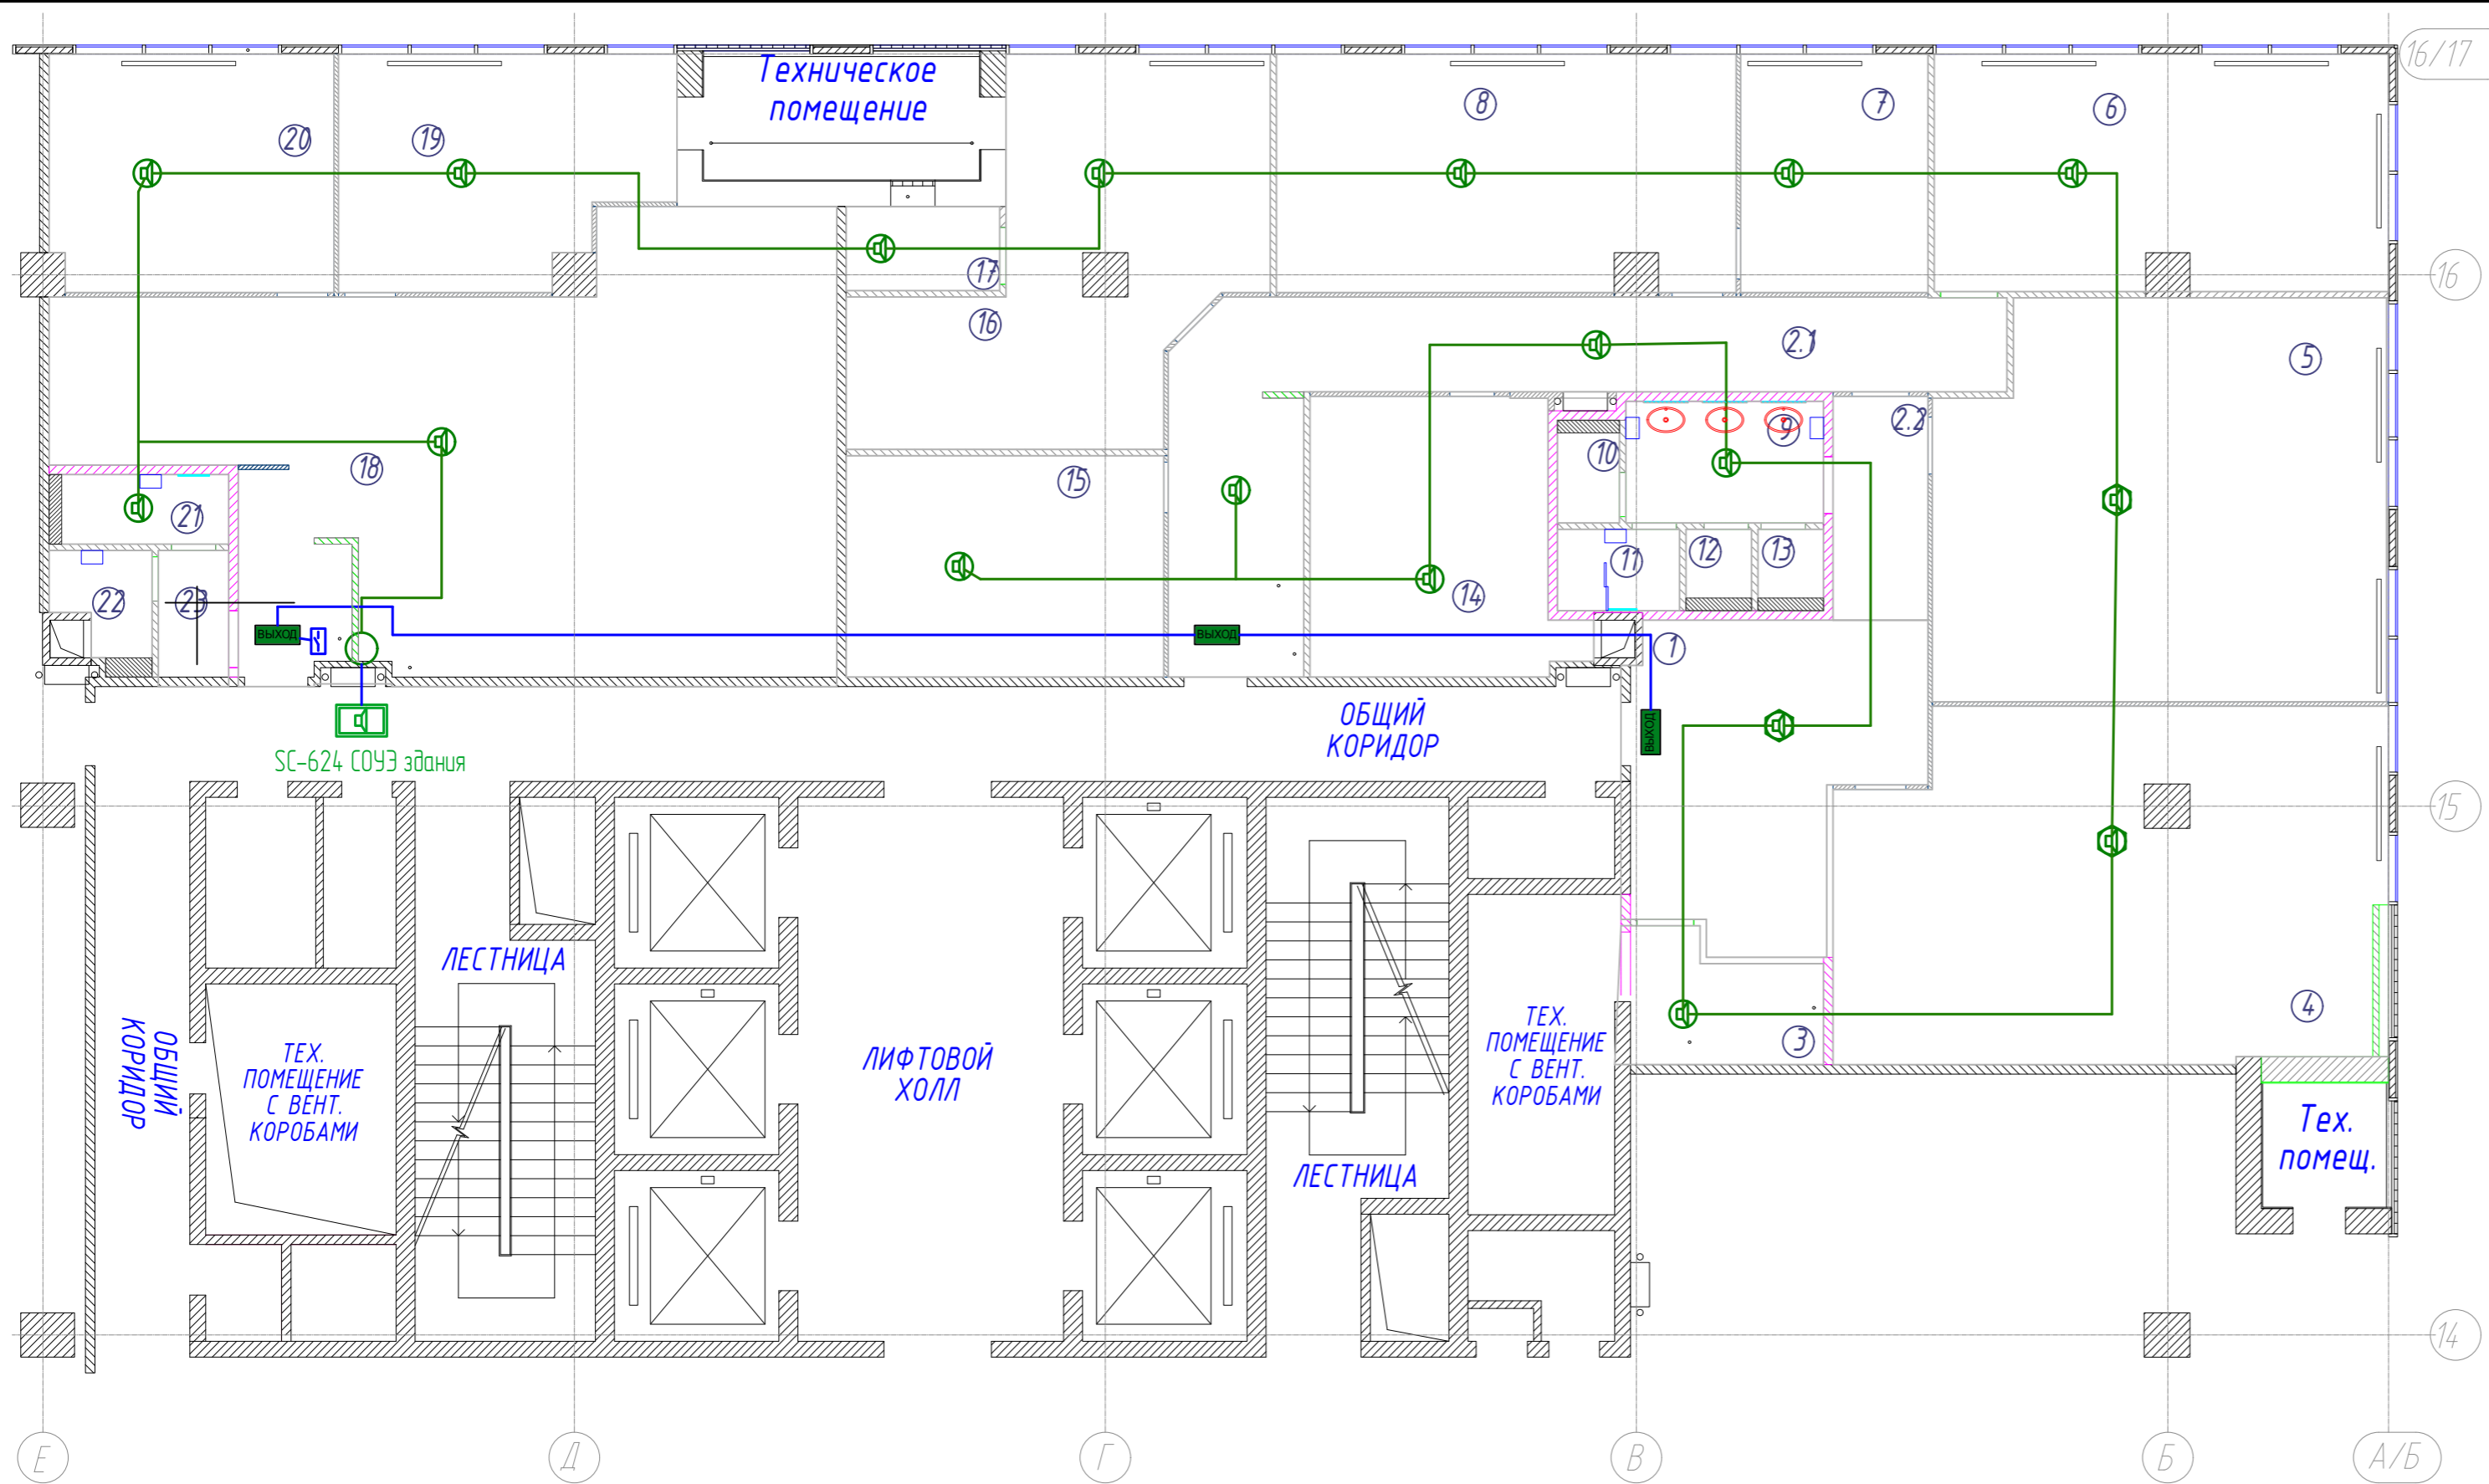 Техническое
помещение
16/17
20
19
8
7
6
17
16
16
2.1
5
2.2
9
10
18
15
21
11
12
13
22
23
14
ВЫХОД
ВЫХОД
1
ВЫХОД
ОБЩИЙ
КОРИДОР
SC-624 СОУЭ здания
15
ЛЕСТНИЦА
ОБЩИЙ
КОРИДОР
ТЕХ.
ПОМЕЩЕНИЕ
С ВЕНТ.
КОРОБАМИ
ЛИФТОВОЙ
ХОЛЛ
ТЕХ.
ПОМЕЩЕНИЕ
С ВЕНТ.
КОРОБАМИ
3
4
ЛЕСТНИЦА
Тех.
помещ.
14
Е
Д
Г
В
Б
А/Б